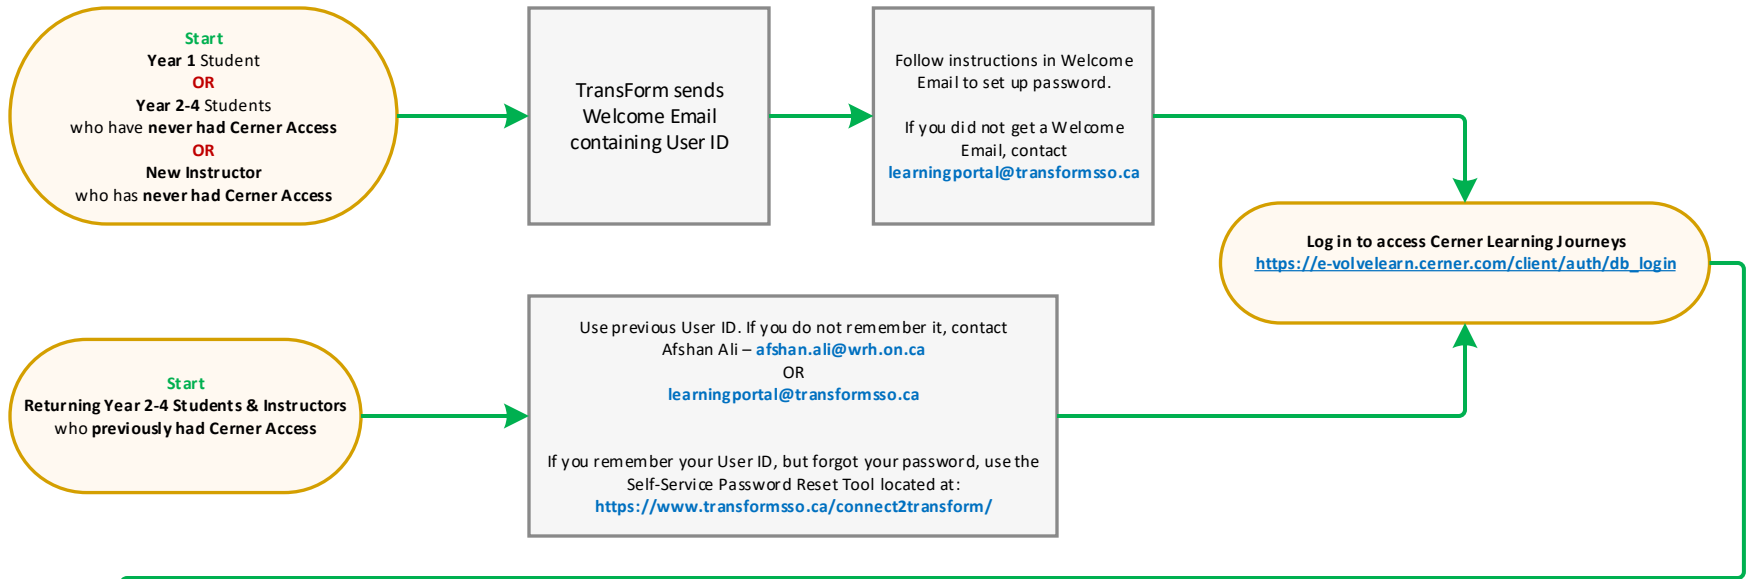 Start
Year 1 Student
OR
Year 2-4 Students
who have never had Cerner Access
OR
New Instructor
who has never had Cerner Access
TransForm sends
Welcome Email
containing User ID
Follow instructions in Welcome
Email to set up password.
If you did not get a Welcome
Email, contact
learningportal@transformsso.ca
Log in to access Cerner Learning Journeys
https://e-volvelearn.cerner.com/client/auth/db_login
Start
Returning Year 2-4 Students & Instructors
who previously had Cerner Access
Use previous User ID. If you do not remember it, contact
Afshan Ali – afshan.ali@wrh.on.ca
OR
learningportal@transformsso.ca
If you remember your User ID, but forgot your password, use the
Self-Service Password Reset Tool located at:
https://www.transformsso.ca/connect2transform/